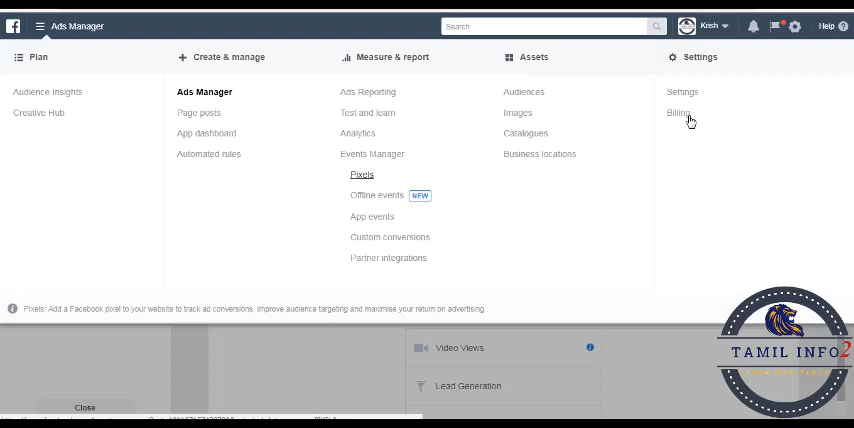 Ads Manager
Search
Krish
Help
Plan
Create & manage
Measure & report
Assets
Settings
Audience Insights
Creative Hub
Ads Manager
Page posts
App dashboard
Automated rules
Ads Reporting
Test and learn
Analytics
Events Manager
Pixels
Offline events NEW
App events
Custom conversions
Partner integrations
Audiences
Images
Catalogues
Business locations
Settings
Billing
Pixels: Add a Facebook pixel to your website to track ad conversions, improve audience targeting and maximise your return on advertising.
Video Views
Lead Generation
Close
TAMIL INFO 2